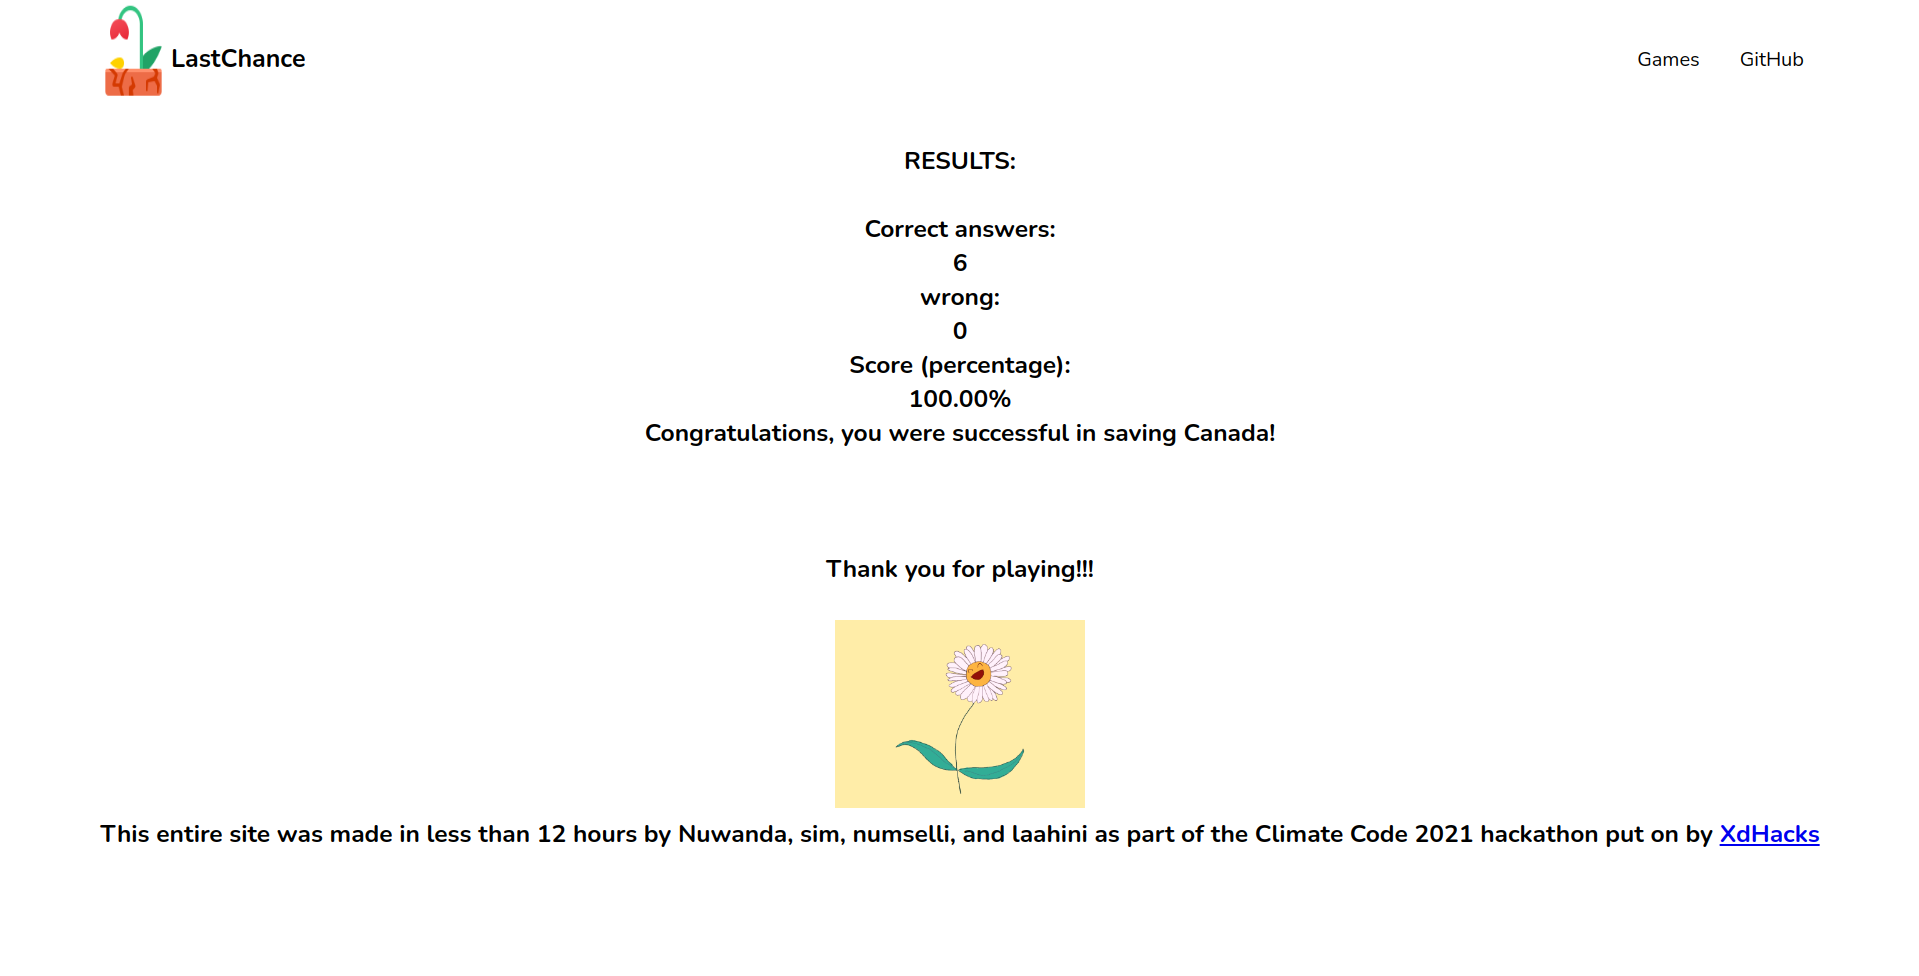 LastChance
Games
GitHub
RESULTS:
Correct answers:
6
wrong:
0
Score (percentage):
100.00%
Congratulations, you were successful in saving Canada!
Thank you for playing!!!
This entire site was made in less than 12 hours by Nuwanda, sim, numselli, and laahini as part of the Climate Code 2021 hackathon put on by XdHacks